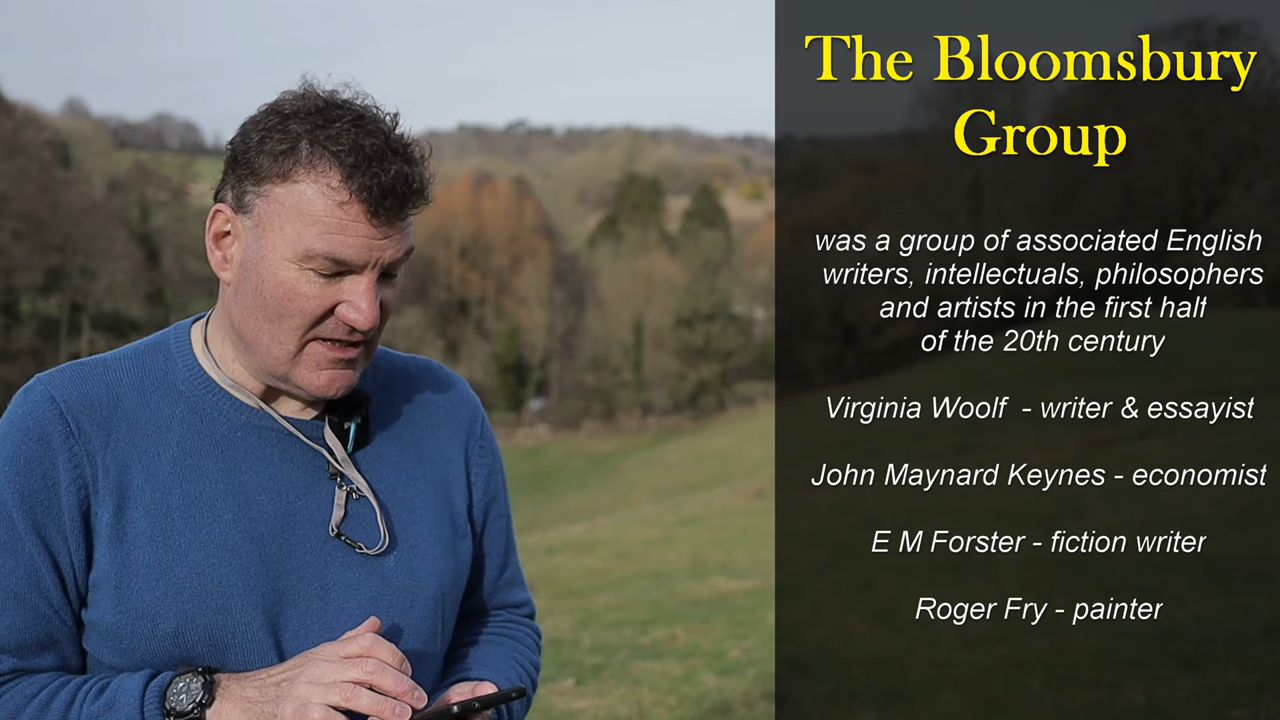 The Bloomsbury
Group
was a group of associated English
writers, intellectuals, philosophers
and artists in the first half
of the 20th century
Virginia Woolf - writer & essayist
John Maynard Keynes - economist
E M Forster - fiction writer
Roger Fry - painter